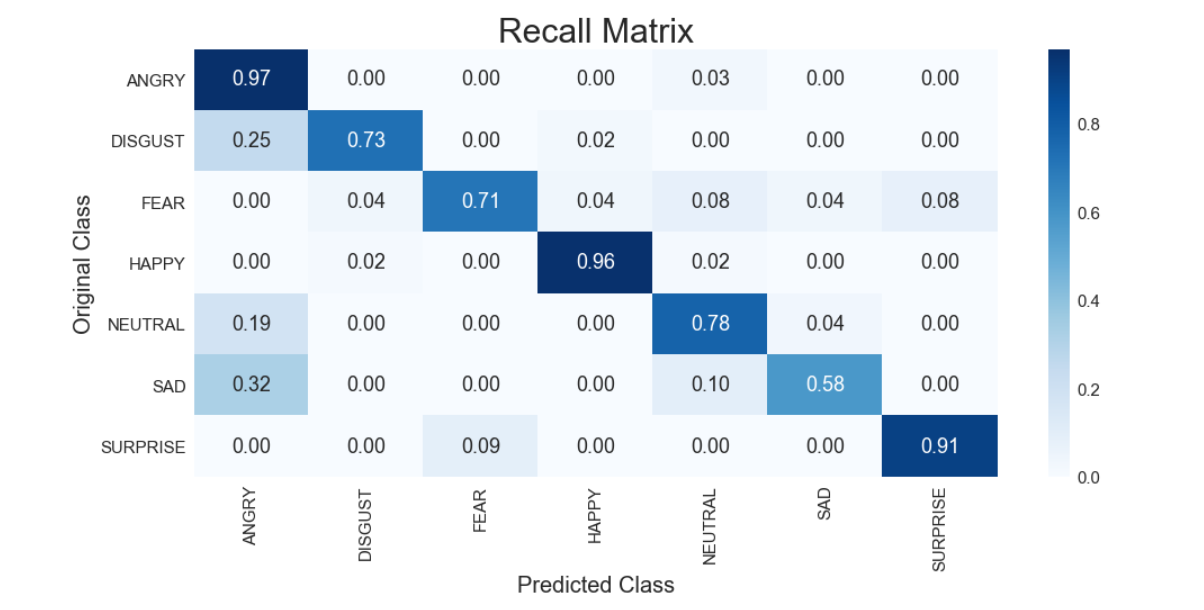 Recall Matrix
ANGRY 0.97 0.00 0.00 0.00 0.03 0.00 0.00
DISGUST 0.25 0.73 0.00 0.02 0.00 0.00 0.00
FEAR 0.00 0.04 0.71 0.04 0.08 0.04 0.08
HAPPY 0.00 0.02 0.00 0.96 0.02 0.00 0.00
NEUTRAL 0.19 0.00 0.00 0.00 0.78 0.04 0.00
SAD 0.32 0.00 0.00 0.00 0.10 0.58 0.00
SURPRISE 0.00 0.00 0.09 0.00 0.00 0.00 0.91
Original Class
ANGRY DISGUST FEAR HAPPY NEUTRAL SAD SURPRISE
Predicted Class
0.8
0.6
0.4
0.2
0.0